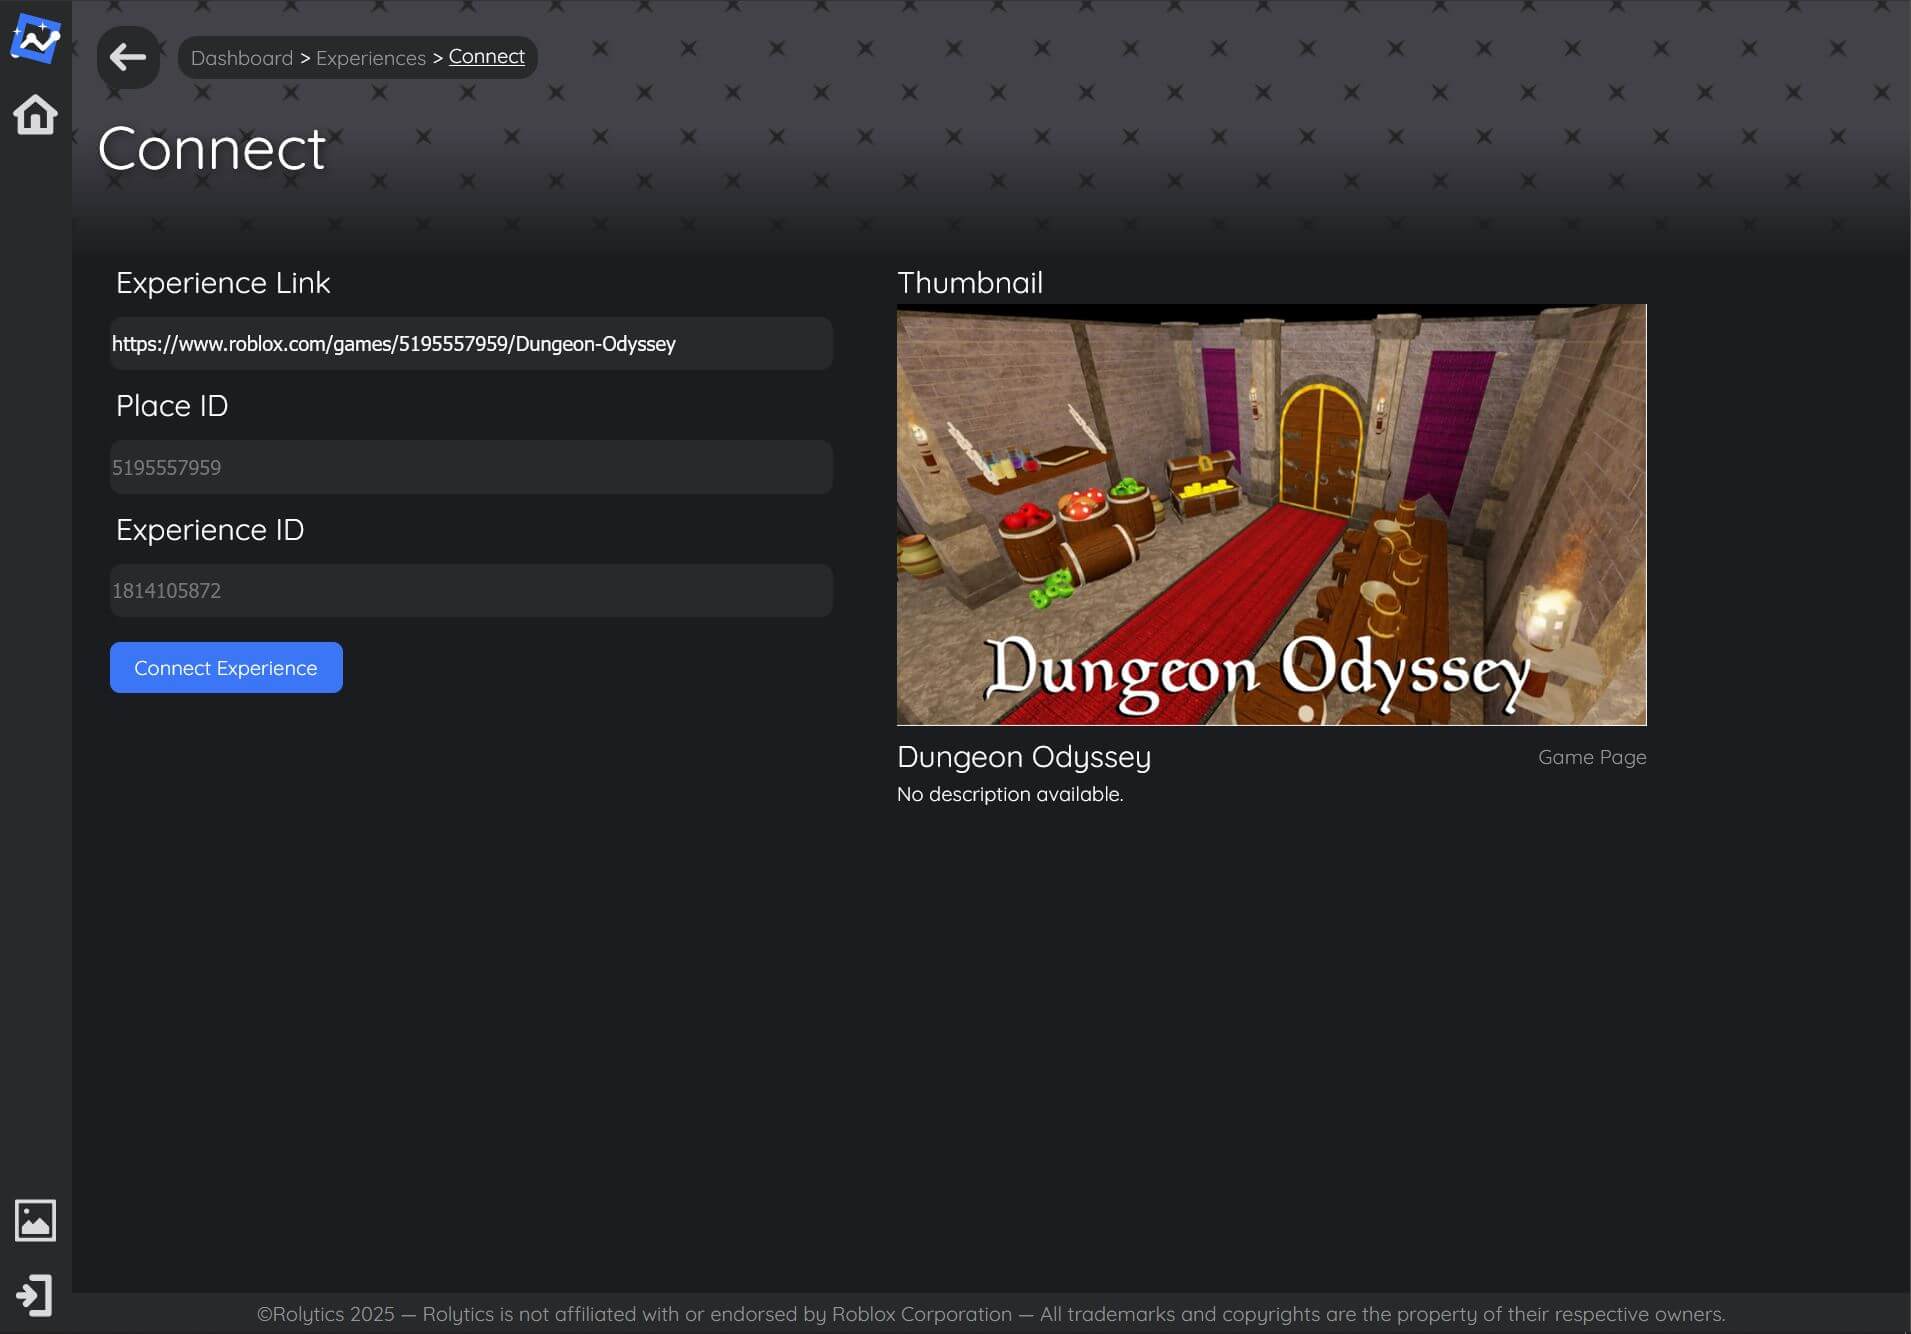 Dashboard > Experiences > Connect
Connect
Experience Link
https://www.roblox.com/games/5195557959/Dungeon-Odyssey
Place ID
5195557959
Experience ID
1814105872
Connect Experience
Thumbnail
Dungeon Odyssey
Dungeon Odyssey
Game Page
No description available.
©Rolytics 2025 — Rolytics is not affiliated with or endorsed by Roblox Corporation — All trademarks and copyrights are the property of their respective owners.